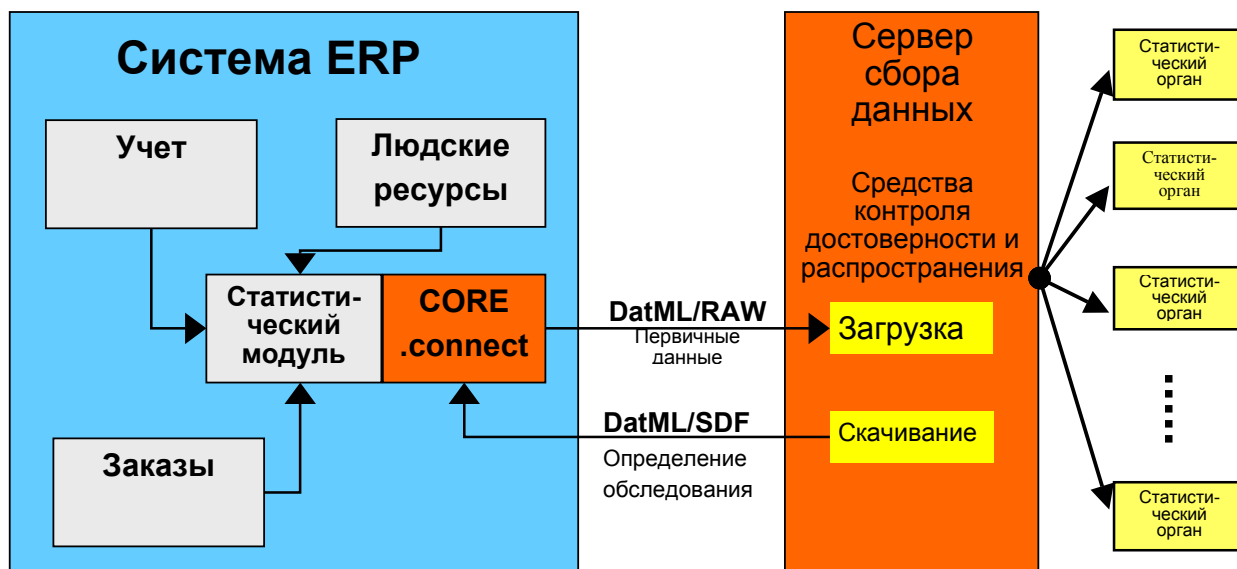 Система ERP
Учет
Людские
ресурсы
Статисти-
ческий
модуль
CORE
.connect
Заказы
DatML/RAW
Первичные
данные
DatML/SDF
Определение
обследования
Сервер
сбора
данных
Средства
контроля
достоверности и
распространения
Загрузка
Скачивание
Статисти-
ческий
орган
Статисти-
ческий
орган
Статисти-
ческий
орган
Статисти-
ческий
орган